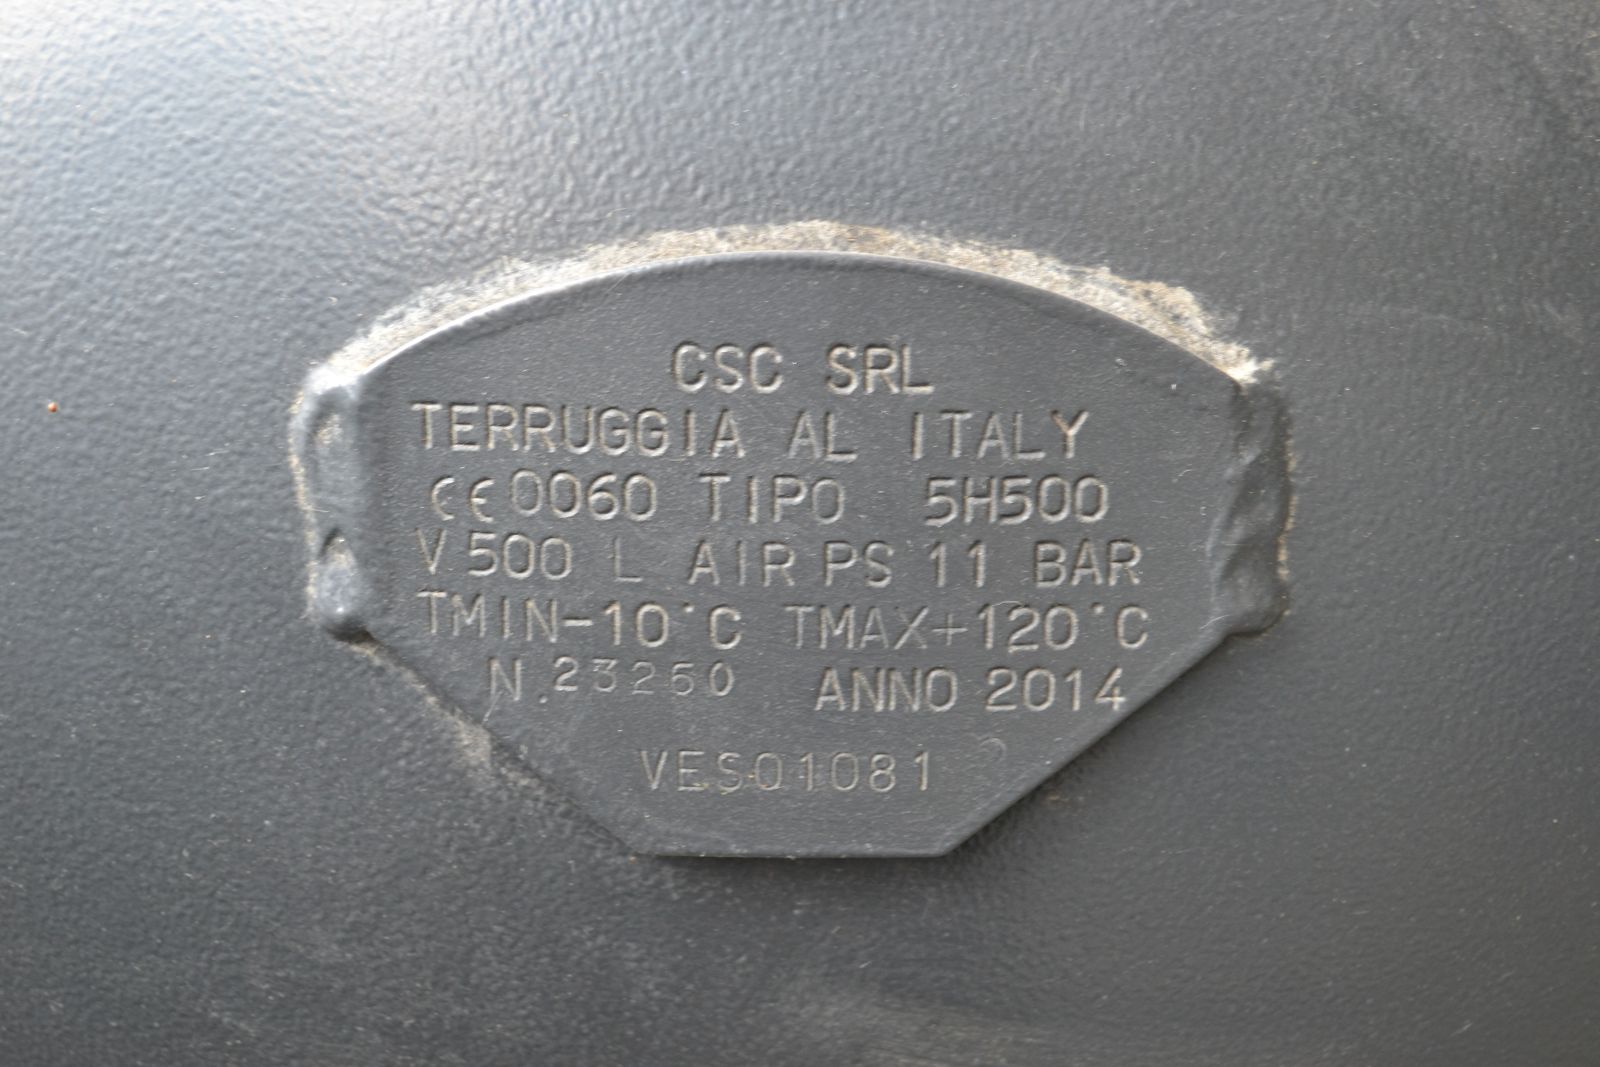 CSC SRL
TERRUGGIA AL ITALY
CE 0060 TIPO 5H500
V 500 L AIR PS 11 BAR
TMIN-10°C TMAX+120°C
N. 23260 ANNO 2014
VES01081